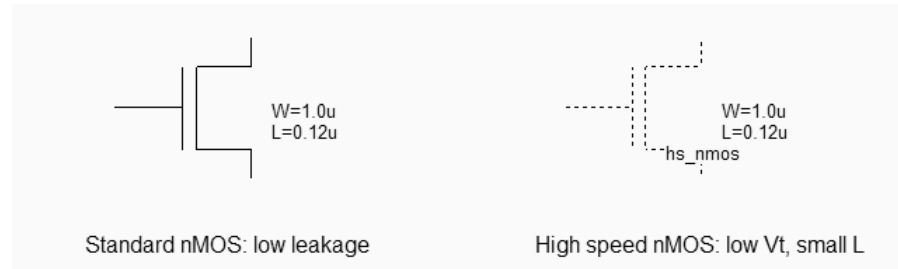 W=1.0u
L=0.12u
W=1.0u
L=0.12u
hs_nmos
Standard nMOS: low leakage
High speed nMOS: low Vt, small L